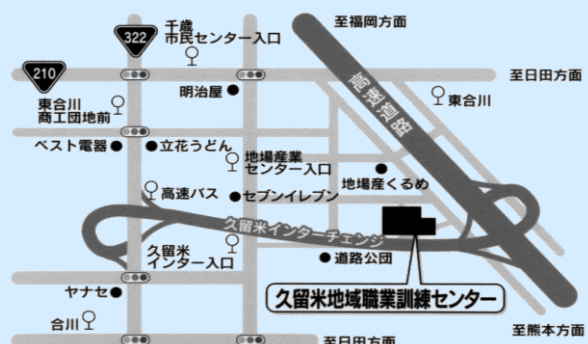 至福岡方面
千歳
市民センター入口
322
210
至日田方面
高速道路
明治屋
東合川
東合川
商工団地前
ベスト電器
立花うどん
地場産業
センター入口
地場産くるめ
高速バス
セブンイレブン
久留米インターチェンジ
久留米
インター入口
道路公団
ヤナセ
久留米地域職業訓練センター
合川
至日田方面
至熊本方面